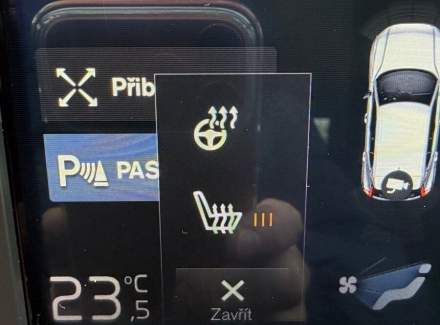 Přib
P PAS
23,5 °C
Zavřít